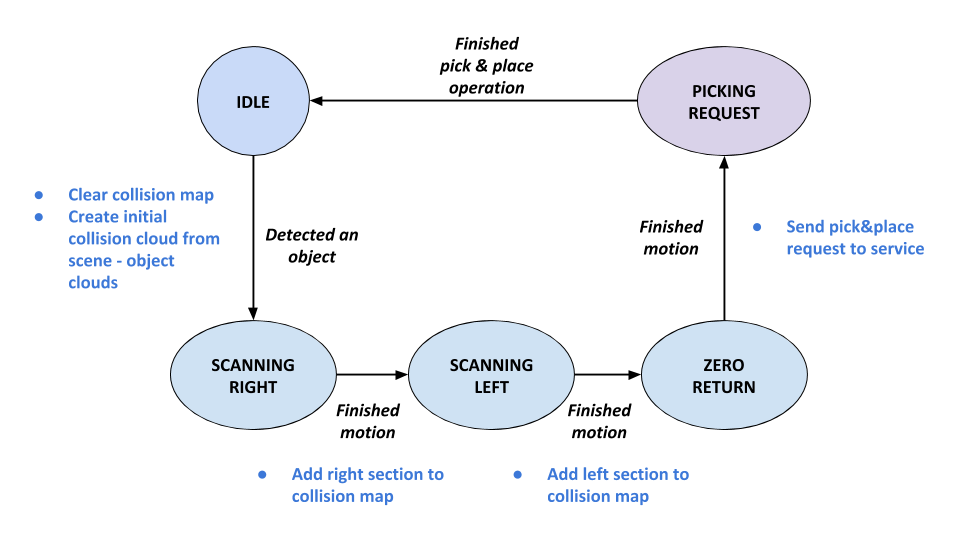 Finished
pick & place
operation
IDLE
PICKING
REQUEST
● Clear collision map
● Create initial
collision cloud from
scene - object
clouds
Detected an
object
Finished
motion
● Send pick&place
request to service
SCANNING
RIGHT
SCANNING
LEFT
ZERO
RETURN
Finished
motion
Finished
motion
● Add right section to
collision map
● Add left section to
collision map